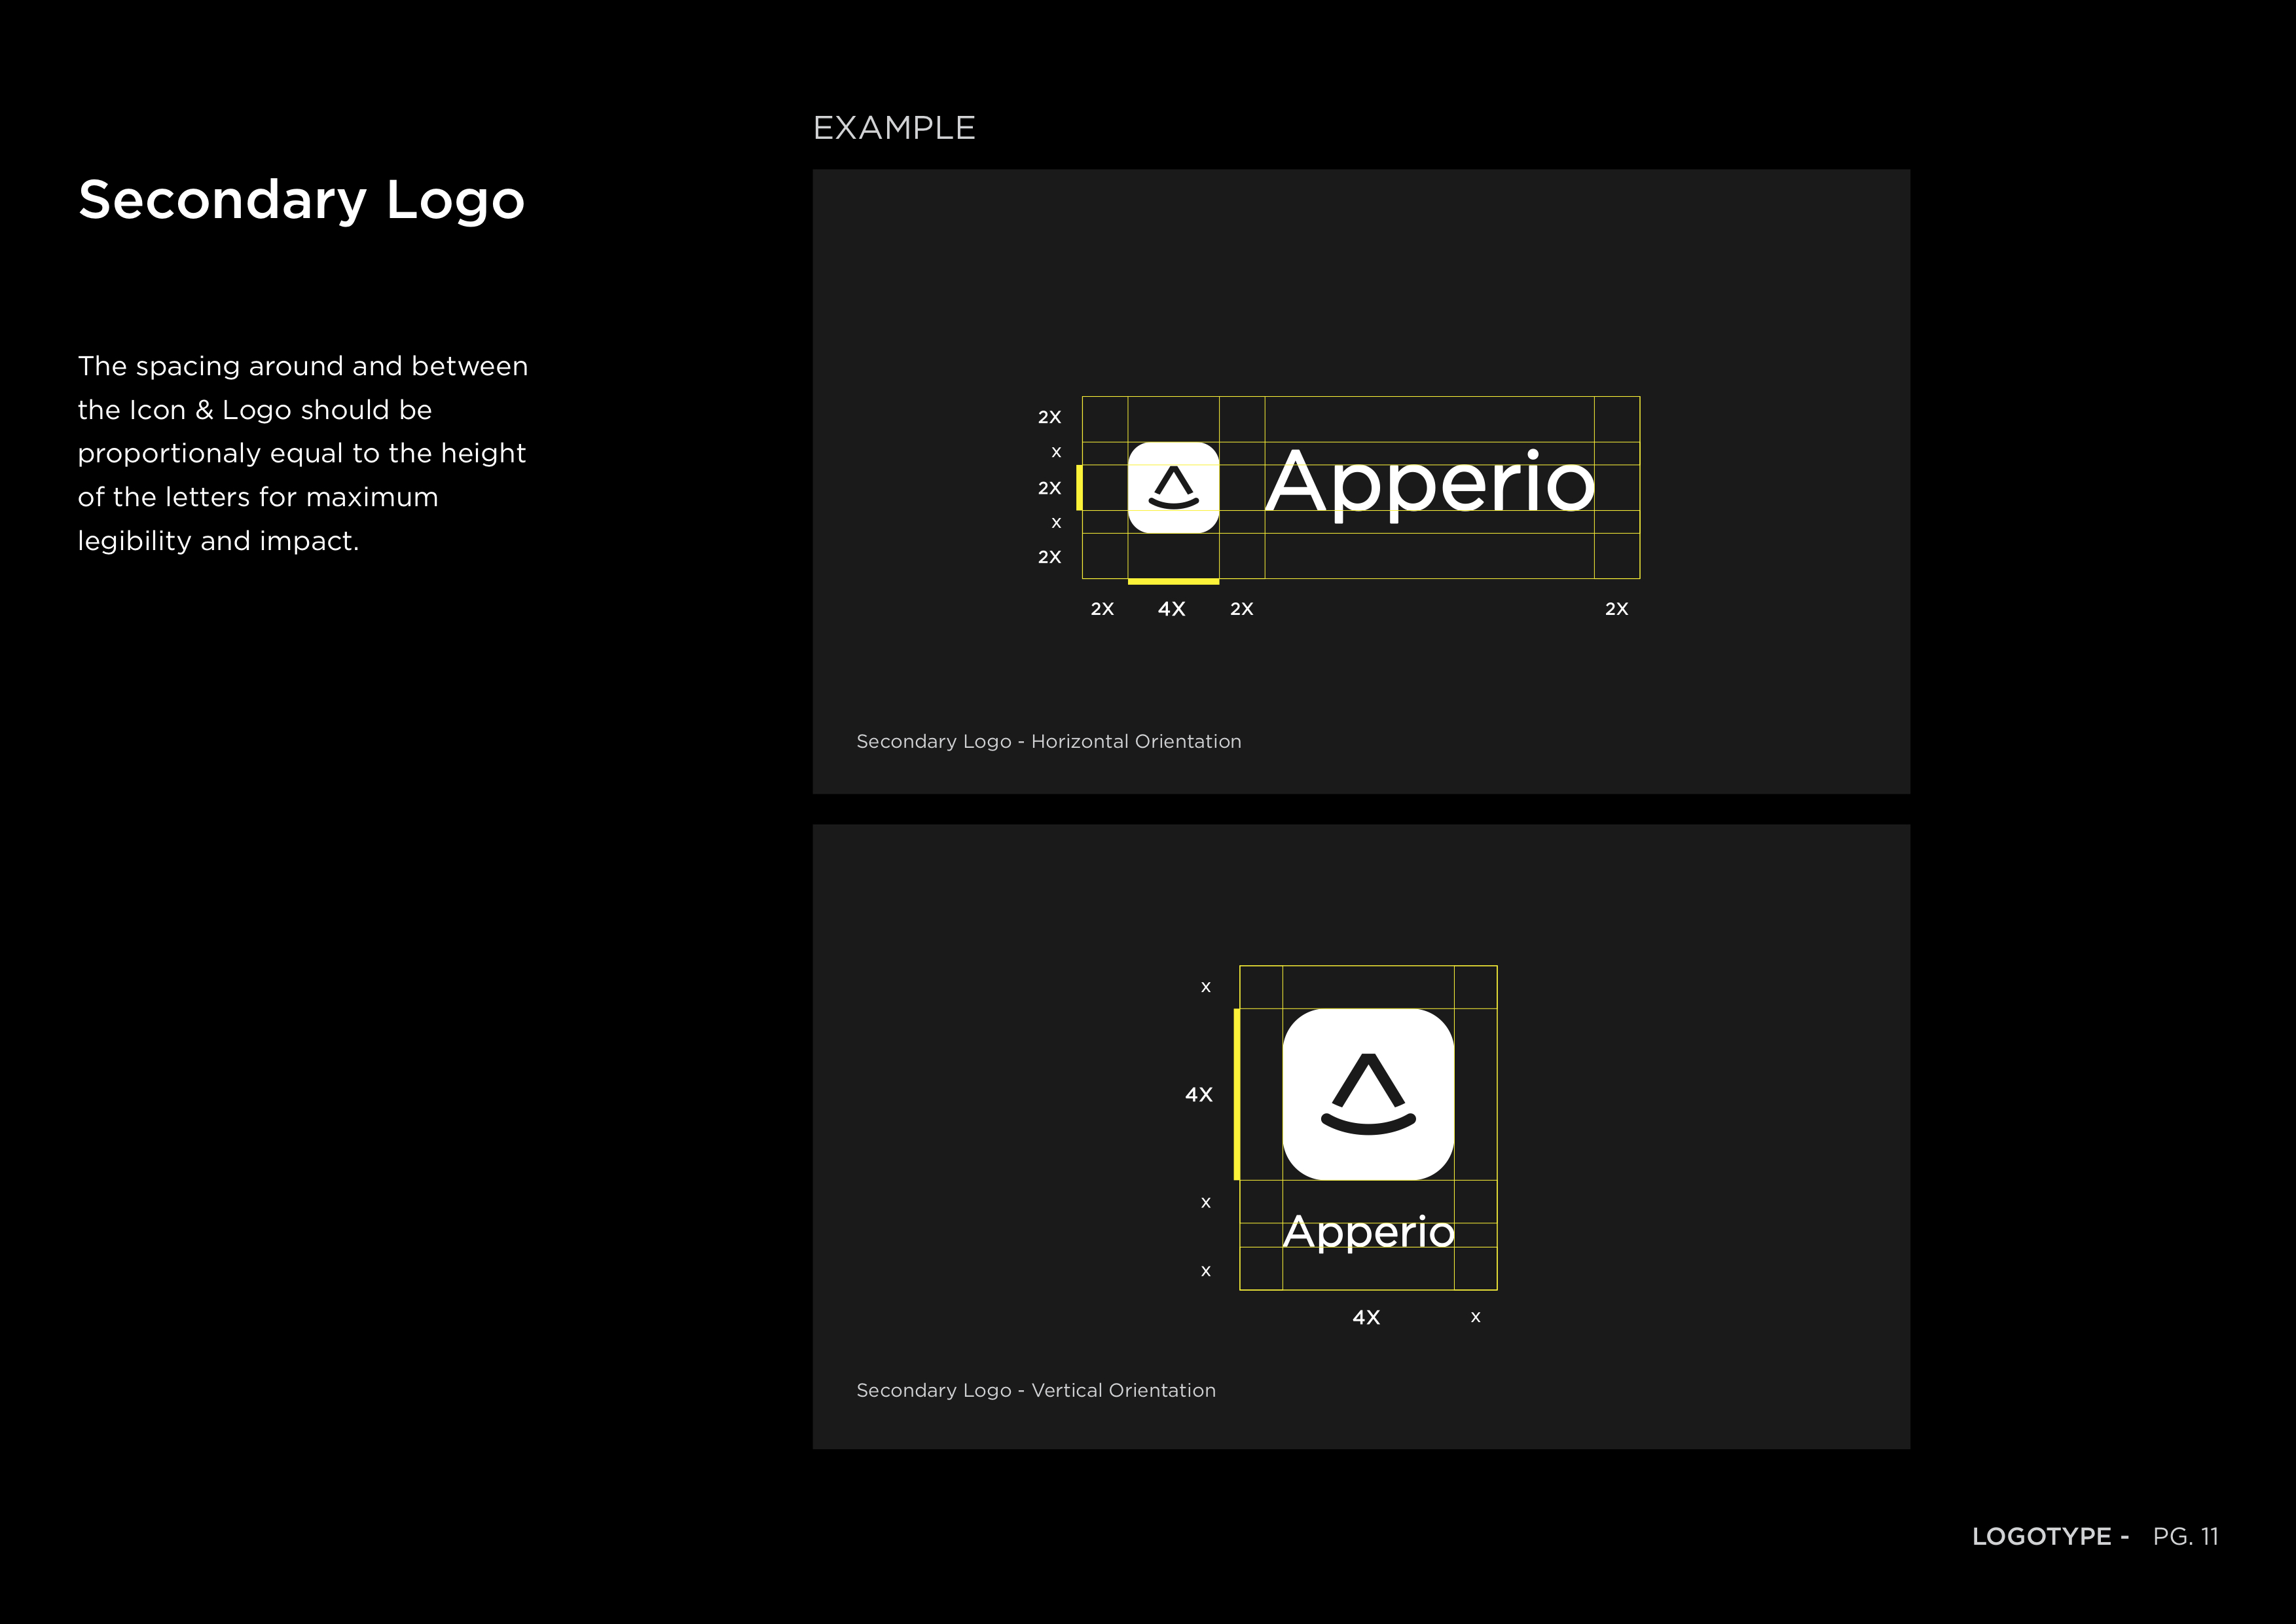 Secondary Logo
The spacing around and between
the Icon & Logo should be
proportionaly equal to the height
of the letters for maximum
legibility and impact.
EXAMPLE
2X
x
2X
x
2X
Apperio
2X 4X 2X 2X
Secondary Logo - Horizontal Orientation
x
4X
x
Apperio
x
4X x
Secondary Logo - Vertical Orientation
LOGOTYPE - PG. 11